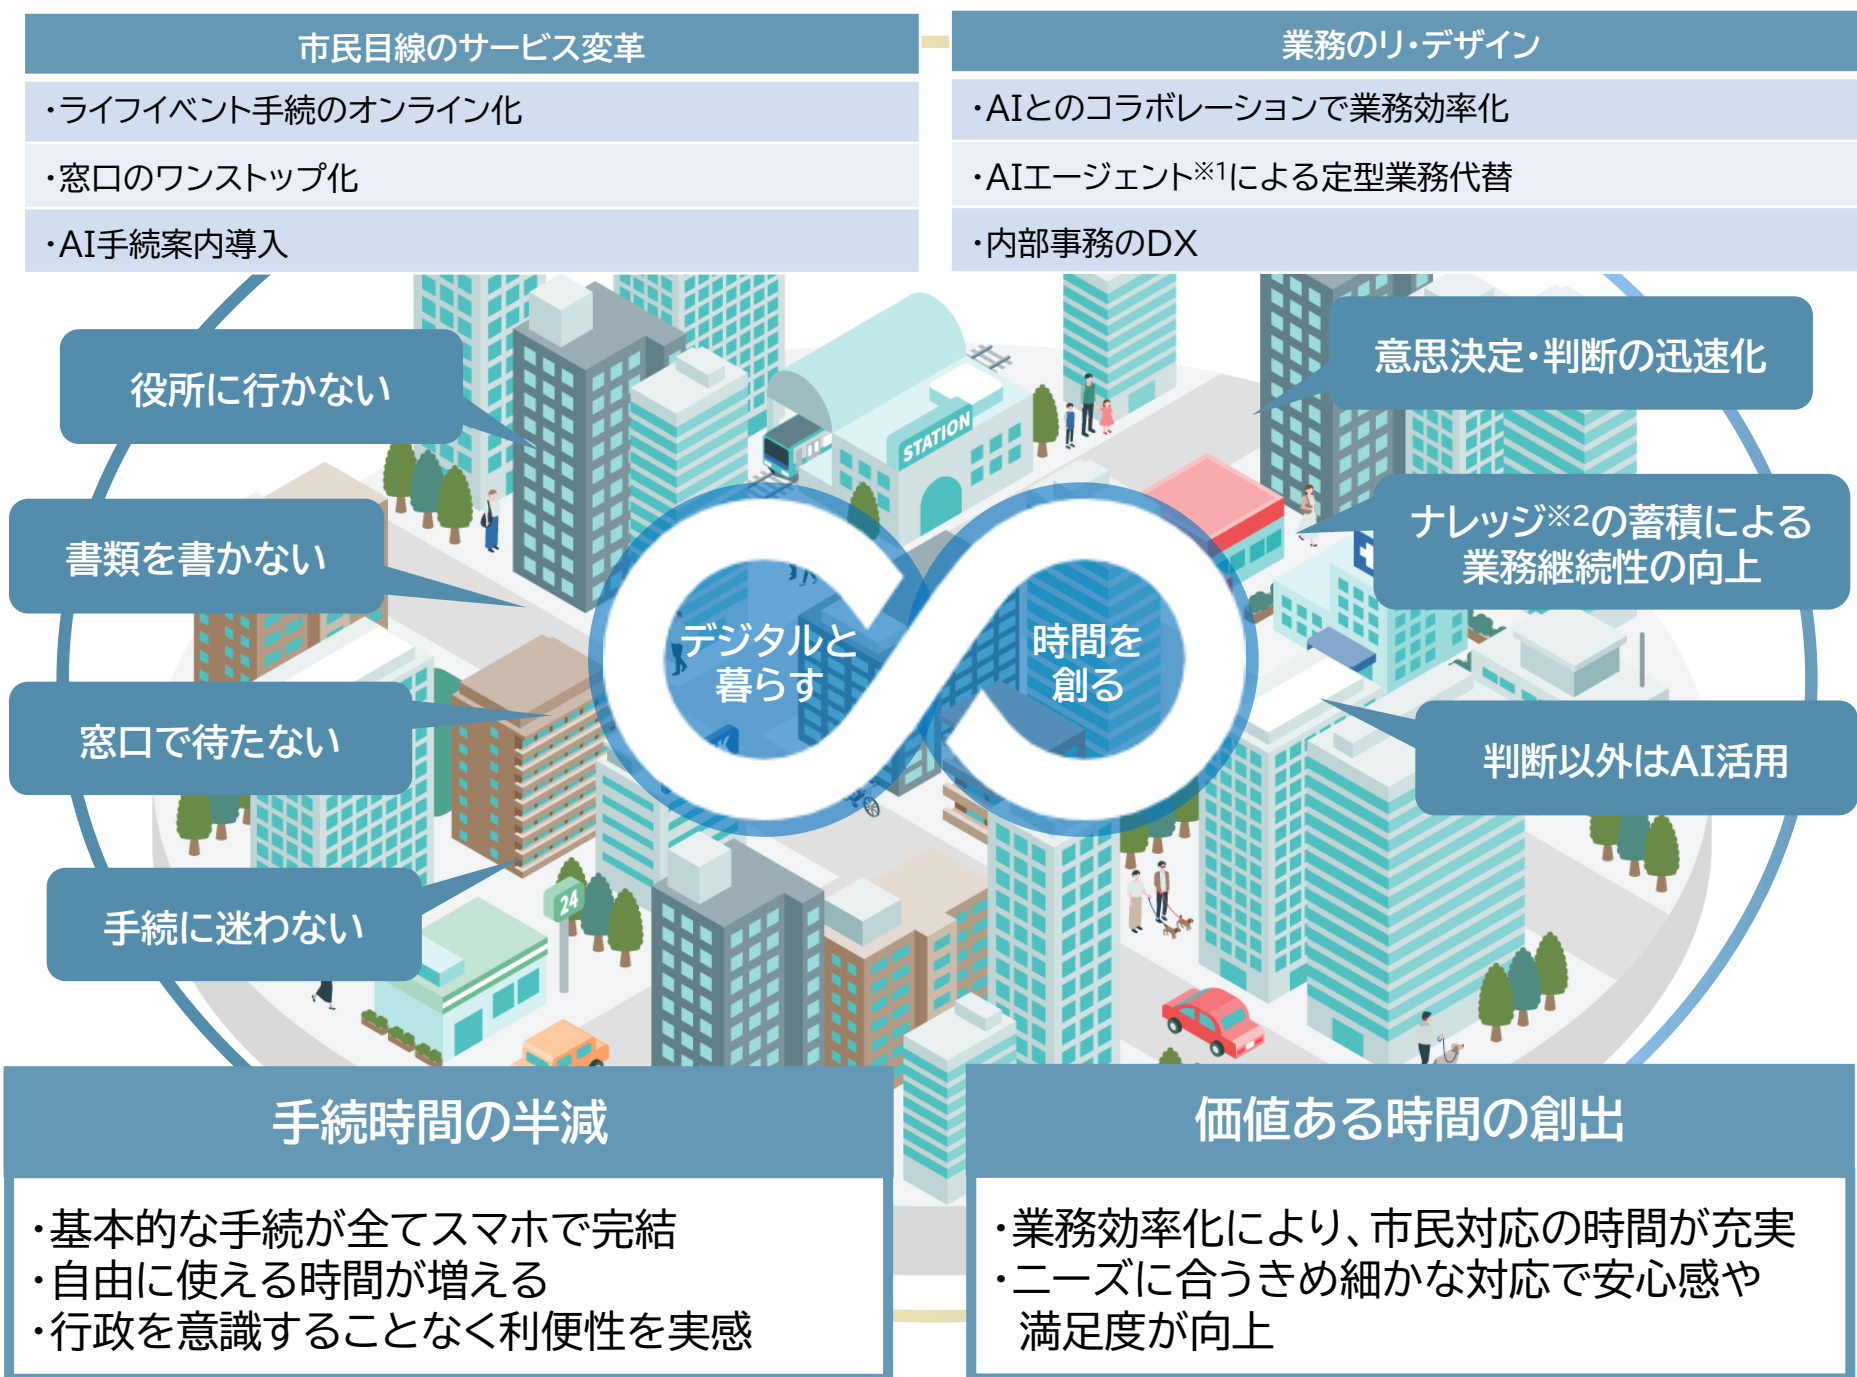 市民目線のサービス変革
・ライフイベント手続のオンライン化
・窓口のワンストップ化
・AI手続案内導入
業務のリ・デザイン
・AIとのコラボレーションで業務効率化
・AIエージェント※1による定型業務代替
・内部事務のDX
役所に行かない
書類を書かない
窓口で待たない
手続に迷わない
STATION
24
デジタルと
暮らす
時間を
創る
意思決定・判断の迅速化
ナレッジ※2の蓄積による
業務継続性の向上
判断以外はAI活用
手続時間の半減
・基本的な手続が全てスマホで完結
・自由に使える時間が増える
・行政を意識することなく利便性を実感
価値ある時間の創出
・業務効率化により、市民対応の時間が充実
・ニーズに合うきめ細かな対応で安心感や
満足度が向上